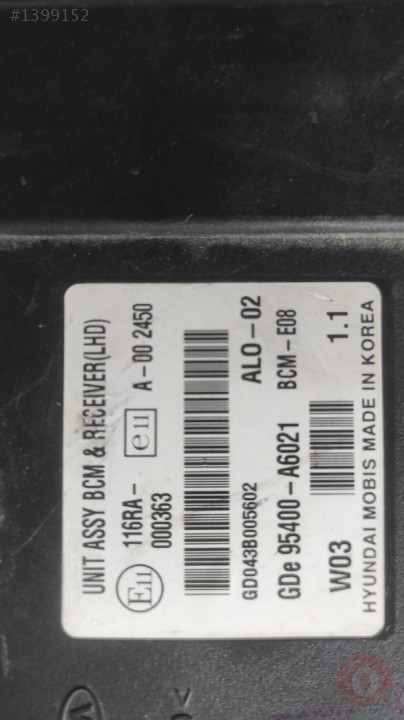 #1399152
UNIT ASSY BCM & RECEIVER(LHD)
E11 116RA-000363 e11 A-00 2450
GD043B005602 ALO-02
GDe 95400-A6021 BCM-E08
W03 1.1
HYUNDAI MOBIS MADE IN KOREA